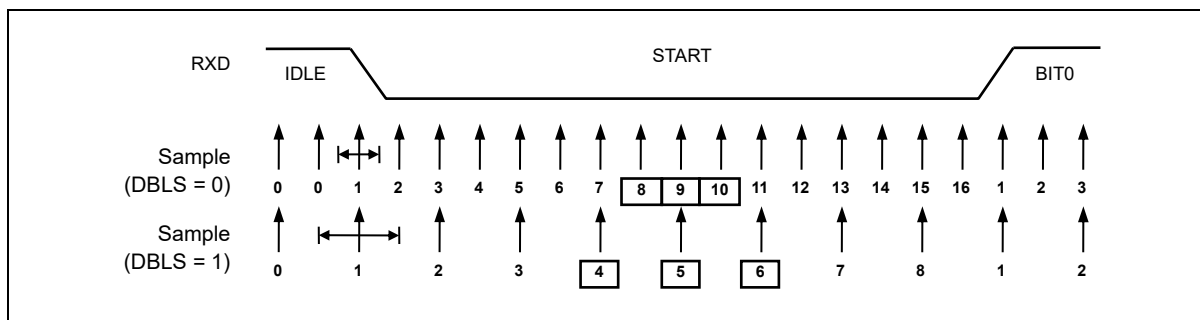 RXD IDLE START BIT0
Sample
(DBLS = 0)
0 0 1 2 3 4 5 6 7 8 9 10 11 12 13 14 15 16 1 2 3
Sample
(DBLS = 1)
0 1 2 3 4 5 6 7 8 1 2